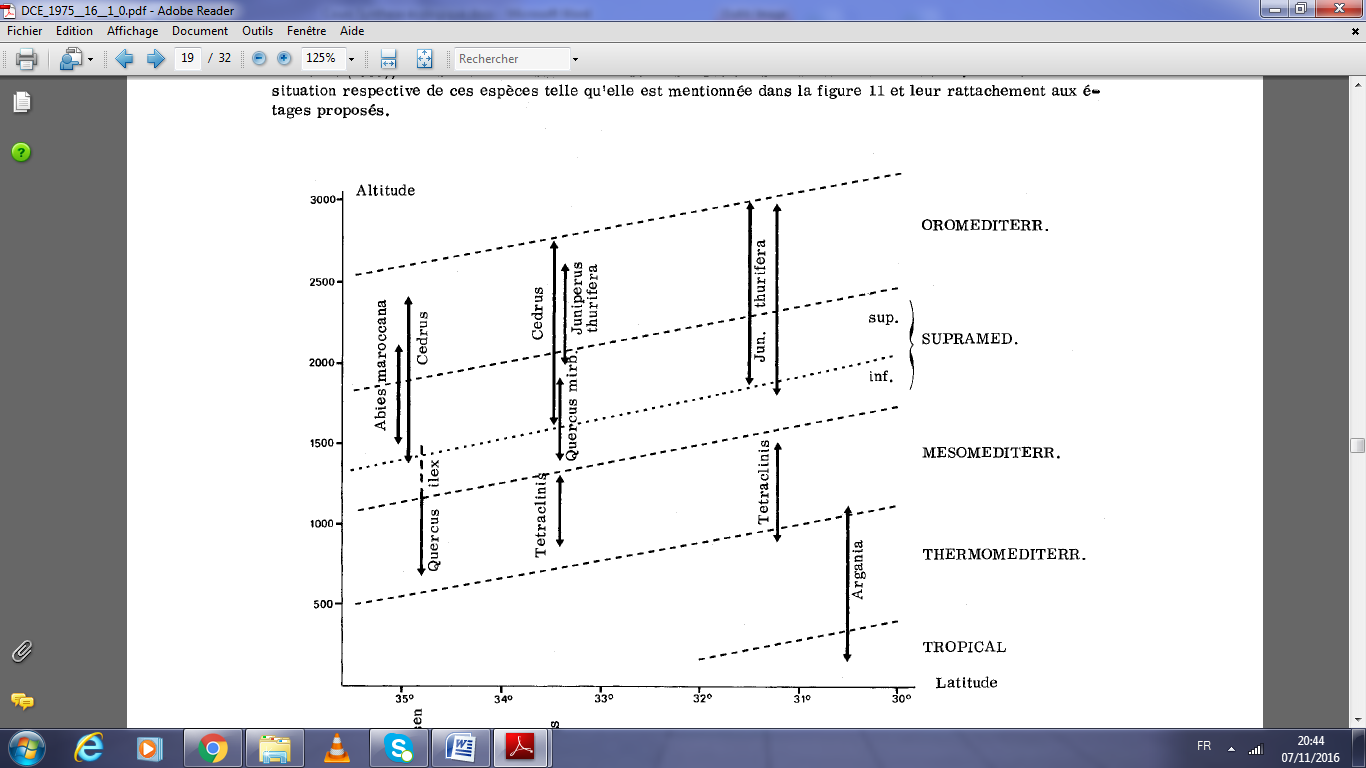 DCE_1975__16__1_0.pdf - Adobe Reader
Fichier Edition Affichage Document Outils Fenêtre Aide
19 / 32 125% Rechercher
situation respective de ces espèces telle qu'elle est mentionnée dans la figure 11 et leur rattachement aux é-
tages proposés.
Altitude
3000
2500
2000
1500
1000
500
Abies maroccana
Cedrus
Quercus ilex
Cedrus
Juniperus
thurifera
Quercus mirb.
Tetraclinis
Jun. thurifera
Tetraclinis
Argania
OROMEDITERR.
sup.
SUPRAMED.
inf.
MESOMEDITERR.
THERMOMEDITERR.
TROPICAL
Latitude
35° 34° 33° 32° 31° 30°
sen
s
FR
20:44
07/11/2016